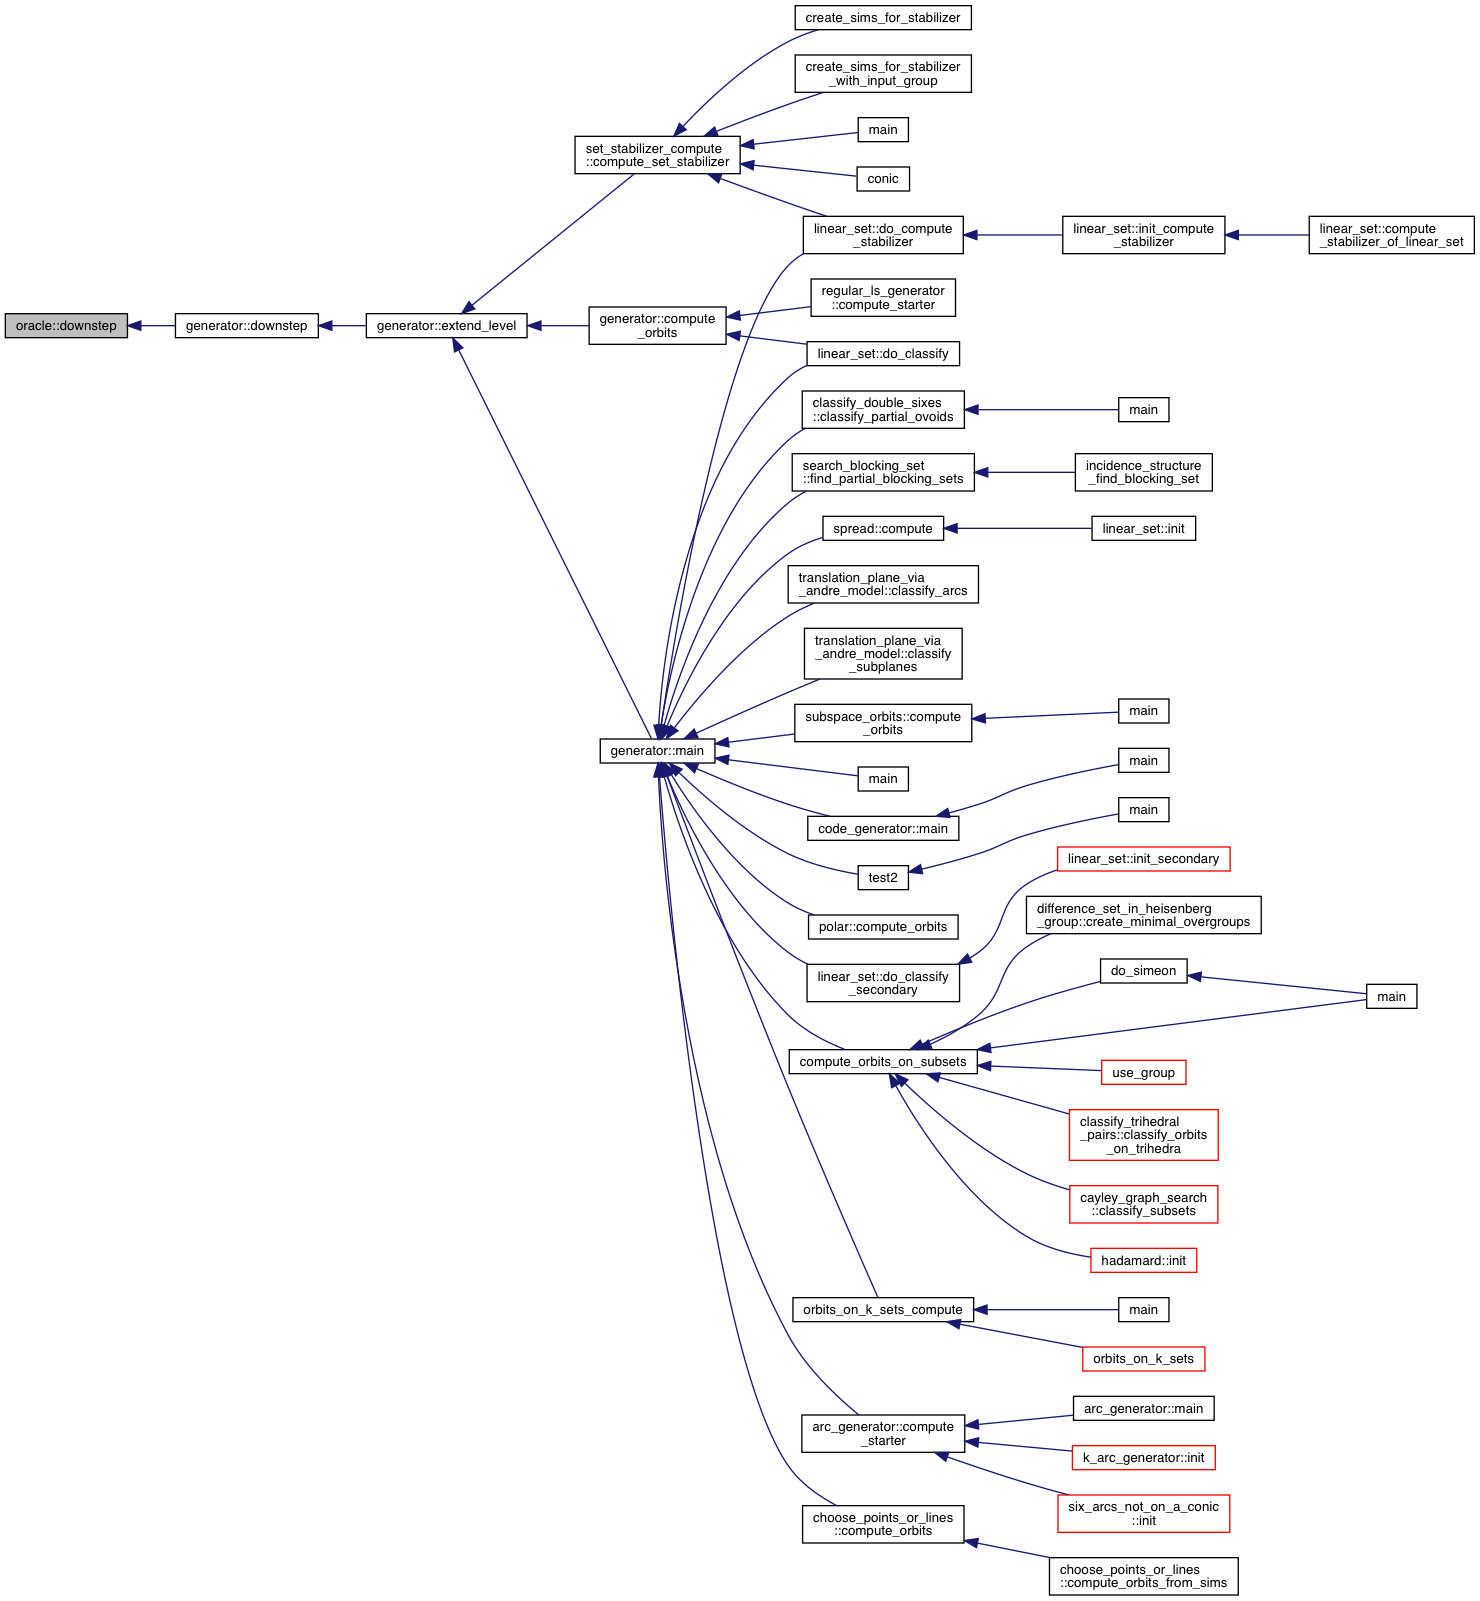 create_sims_for_stabilizer
create_sims_for_stabilizer
_with_input_group
main
set_stabilizer_compute
::compute_set_stabilizer
conic
linear_set::do_compute
_stabilizer
linear_set::init_compute
_stabilizer
linear_set::compute
_stabilizer_of_linear_set
regular_ls_generator
::compute_starter
oracle::downstep
generator::downstep
generator::extend_level
generator::compute
_orbits
linear_set::do_classify
classify_double_sixes
::classify_partial_ovoids
main
search_blocking_set
::find_partial_blocking_sets
incidence_structure
_find_blocking_set
spread::compute
linear_set::init
translation_plane_via
_andre_model::classify_arcs
translation_plane_via
_andre_model::classify
_subplanes
subspace_orbits::compute
_orbits
main
generator::main
main
main
code_generator::main
main
test2
linear_set::init_secondary
polar::compute_orbits
difference_set_in_heisenberg
_group::create_minimal_overgroups
linear_set::do_classify
_secondary
do_simeon
main
compute_orbits_on_subsets
use_group
classify_trihedral
_pairs::classify_orbits
_on_trihedra
cayley_graph_search
::classify_subsets
hadamard::init
orbits_on_k_sets_compute
main
orbits_on_k_sets
arc_generator::compute
_starter
arc_generator::main
k_arc_generator::init
six_arcs_not_on_a_conic
::init
choose_points_or_lines
::compute_orbits
choose_points_or_lines
::compute_orbits_from_sims